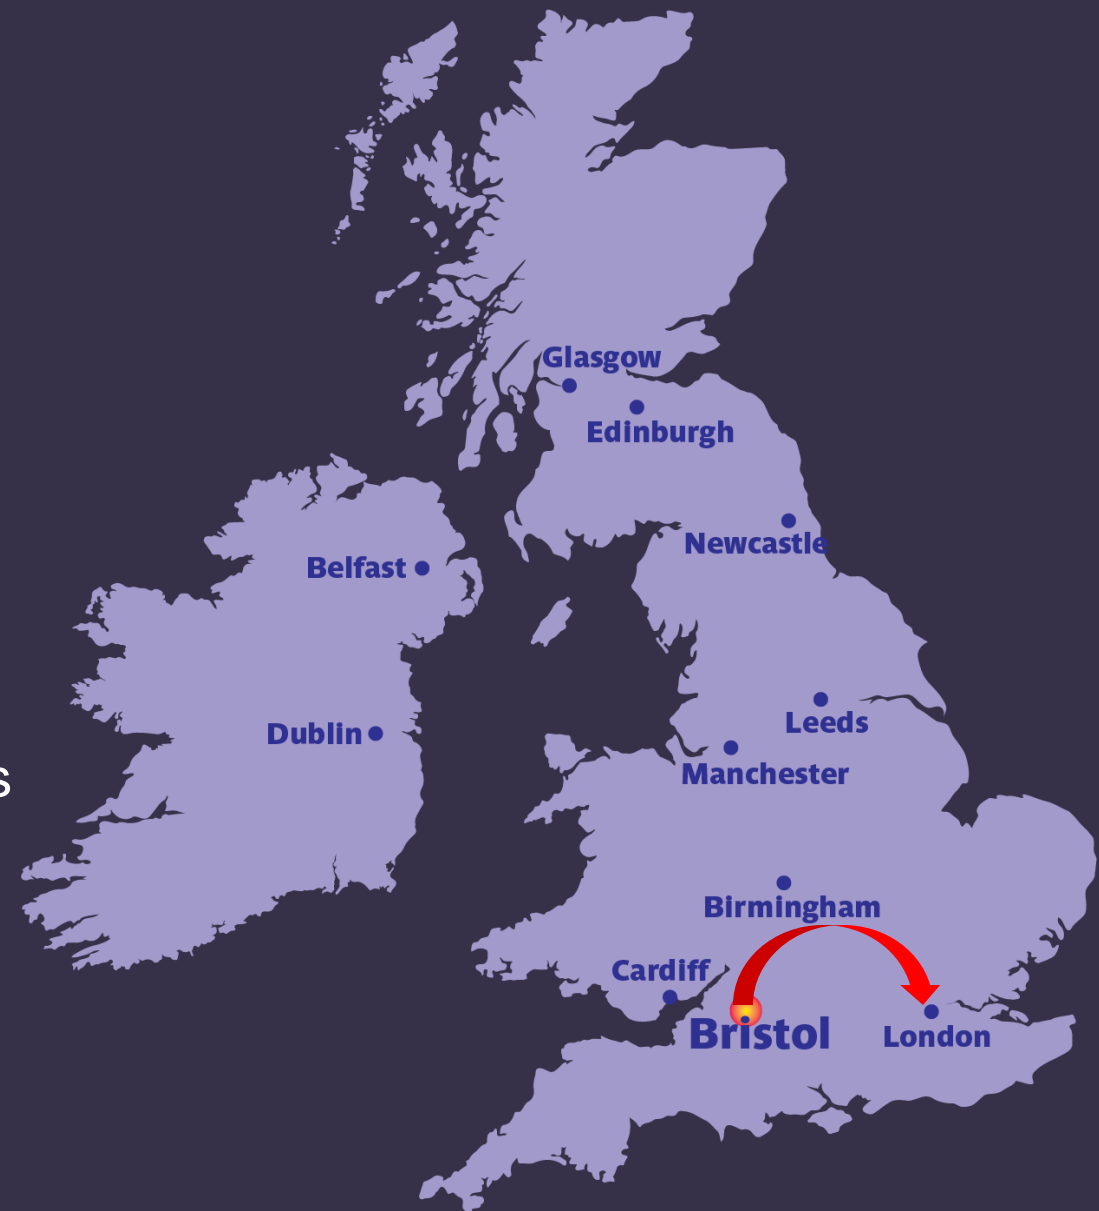 Glasgow
Edinburgh
Newcastle
Belfast
Leeds
Dublin
Manchester
s
Birmingham
Cardiff
Bristol
London